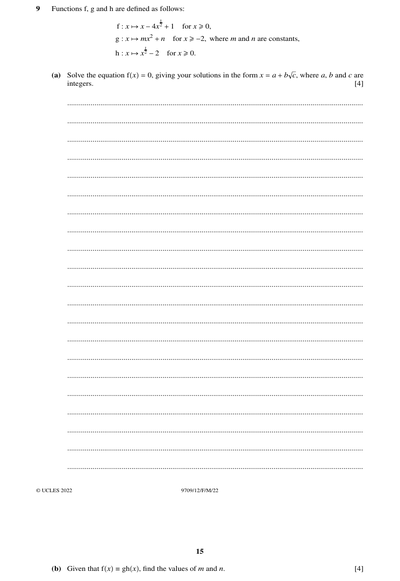 9 Functions f, g and h are defined as follows:
f : x ↦ x − 4x^{1/2} + 1 for x ⩾ 0,
g : x ↦ mx² + n for x ⩾ −2, where m and n are constants,
h : x ↦ x^{1/2} − 2 for x ⩾ 0.
(a) Solve the equation f(x) = 0, giving your solutions in the form x = a + b√c, where a, b and c are
integers. [4]
© UCLES 2022 9709/12/F/M/22
15
(b) Given that f(x) ≡ gh(x), find the values of m and n. [4]